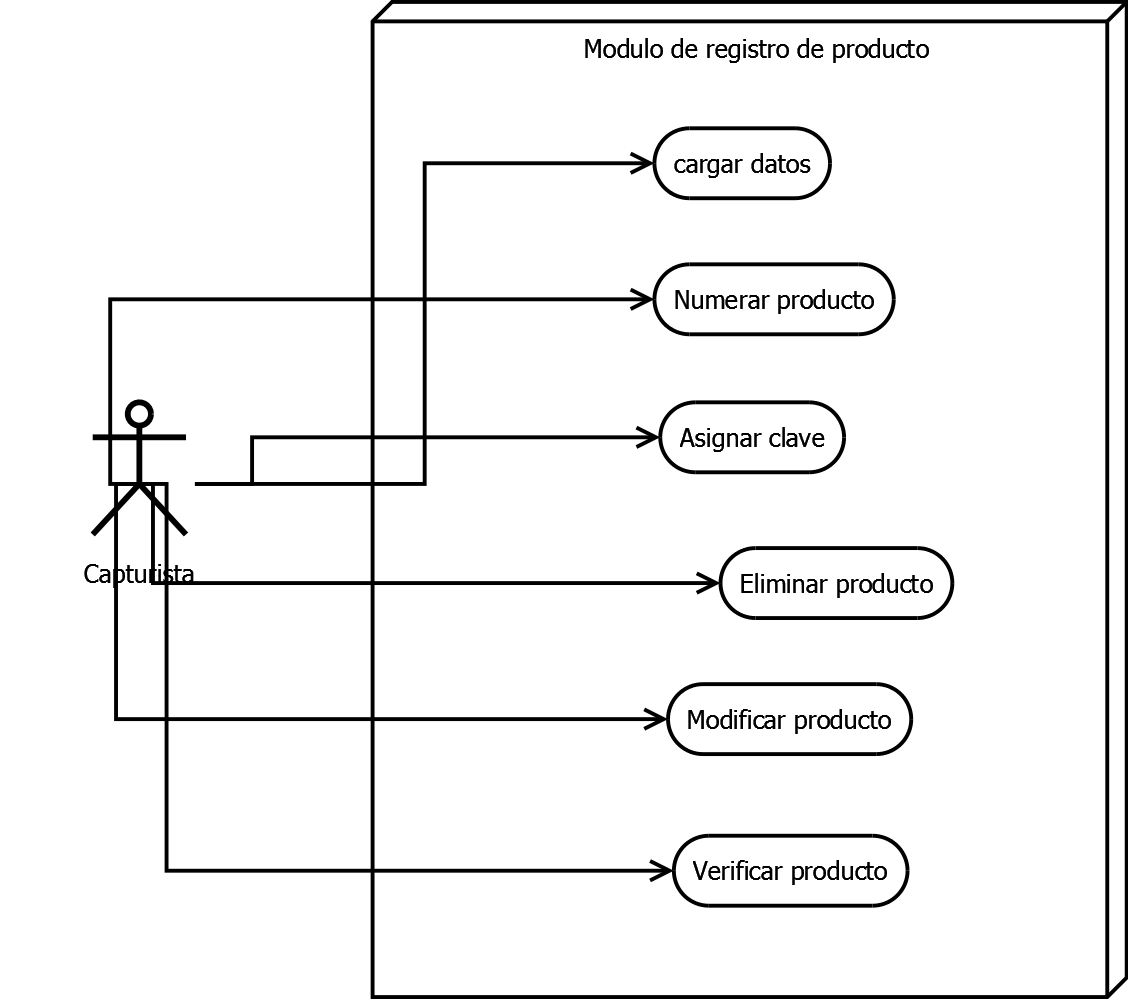 Modulo de registro de producto
cargar datos
Numerar producto
Asignar clave
Capturista
Eliminar producto
Modificar producto
Verificar producto